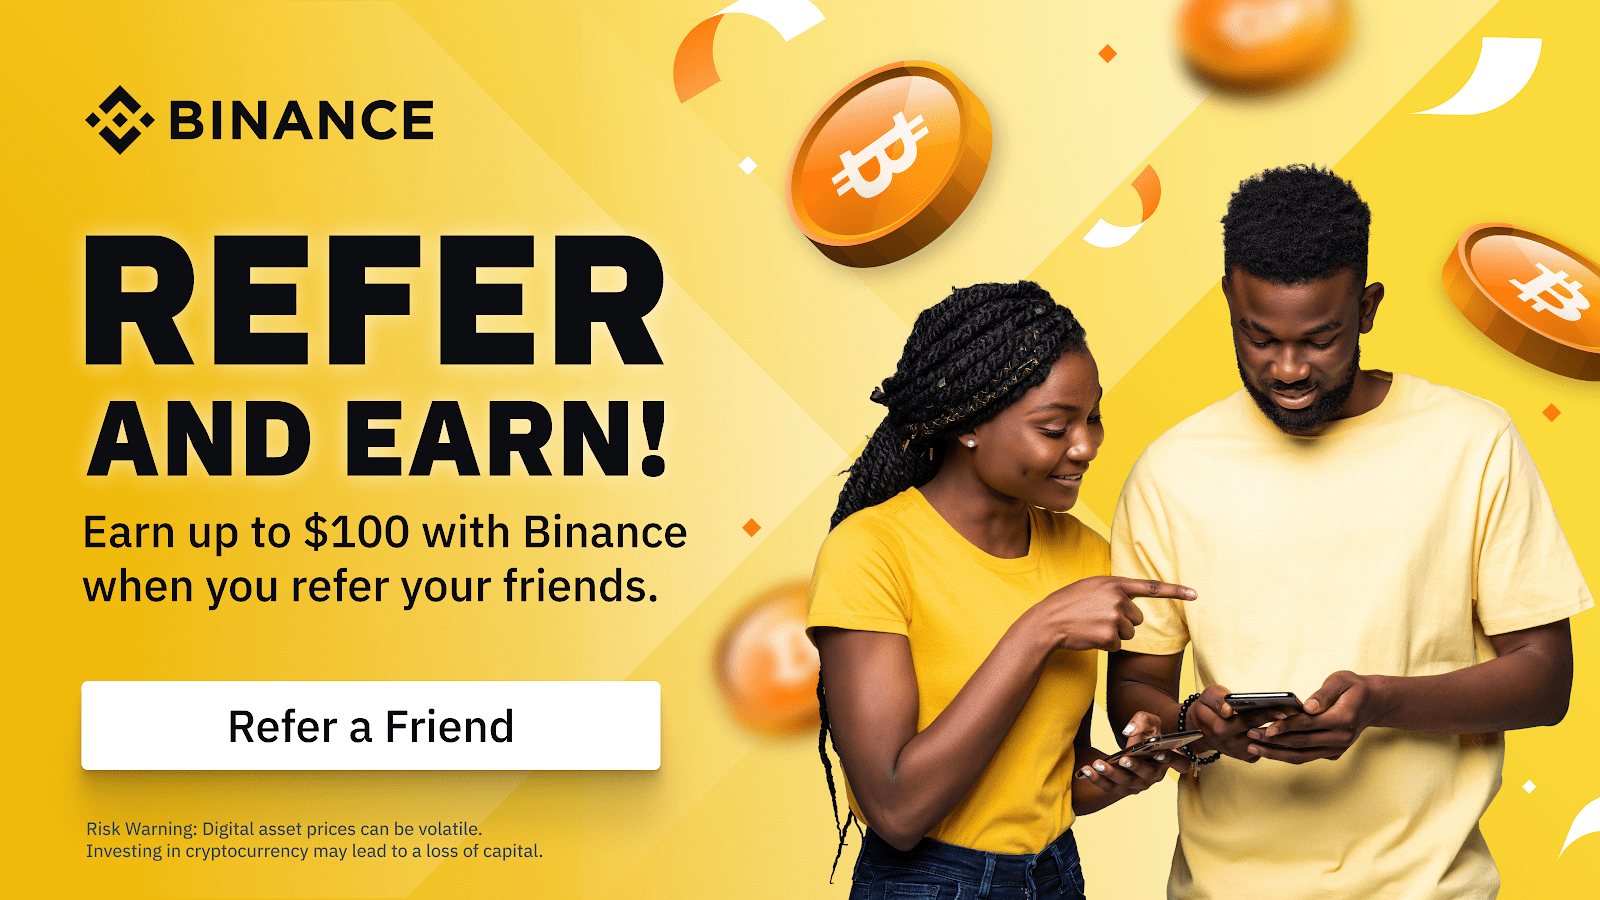 BINANCE
REFER
AND EARN!
Earn up to $100 with Binance
when you refer your friends.
Refer a Friend
Risk Warning: Digital asset prices can be volatile.
Investing in cryptocurrency may lead to a loss of capital.